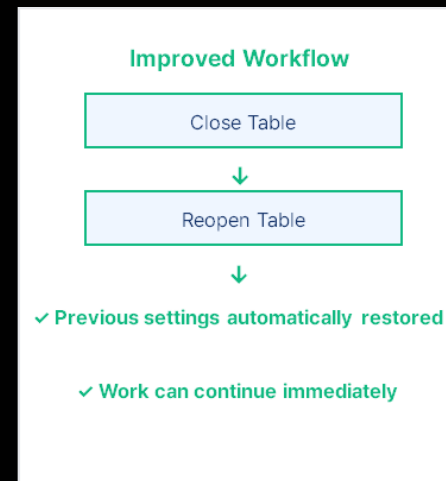 Improved Workflow
Close Table
↓
Reopen Table
↓
✓ Previous settings automatically restored
✓ Work can continue immediately